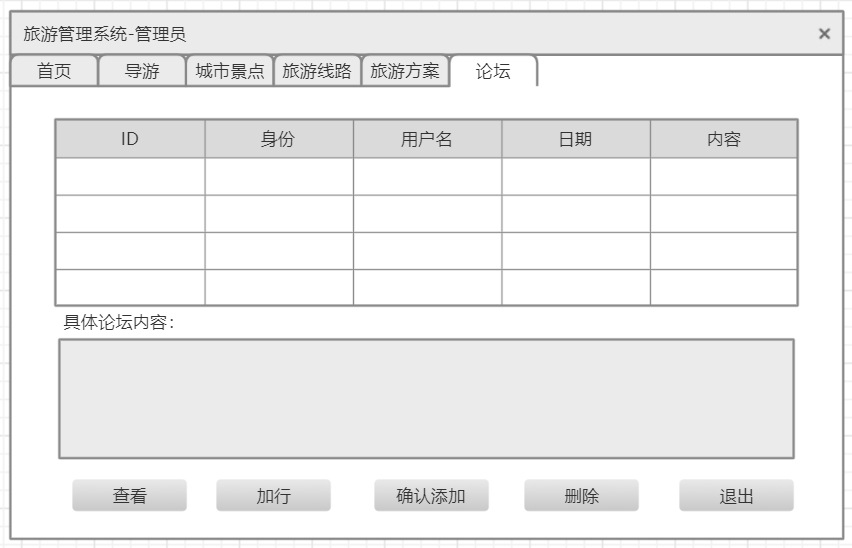 旅游管理系统-管理员 ×
首页 导游 城市景点 旅游线路 旅游方案 论坛
ID 身份 用户名 日期 内容
具体论坛内容：
查看 加行 确认添加 删除 退出